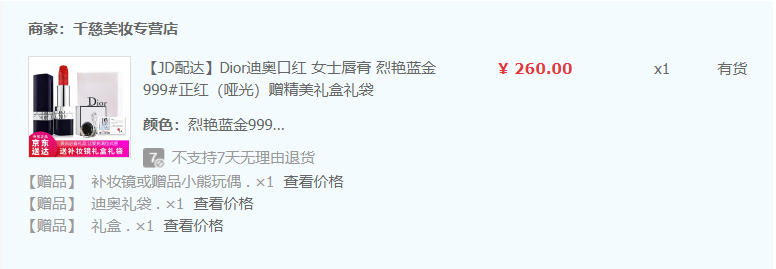 商家：千慈美妆专营店
【JD配达】Dior迪奥口红 女士唇膏 烈艳蓝金
999#正红（哑光）赠精美礼盒礼袋
¥ 260.00
x1
有货
颜色：烈艳蓝金999...
7 不支持7天无理由退货
Dior
京东
送达
送补妆镜礼盒礼袋
【赠品】 补妆镜或赠品小熊玩偶 . ×1 查看价格
【赠品】 迪奥礼袋 . ×1 查看价格
【赠品】 礼盒 . ×1 查看价格